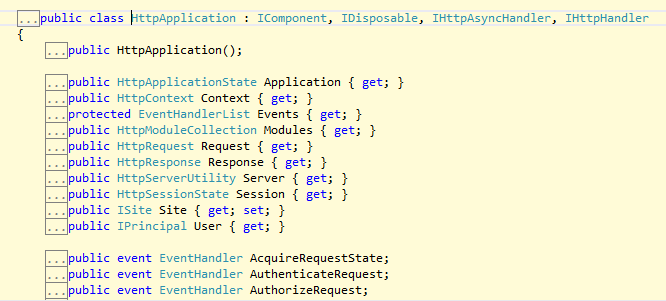 ...public class HttpApplication : IComponent, IDisposable, IHttpAsyncHandler, IHttpHandler
{
...public HttpApplication();
...public HttpApplicationState Application { get; }
...public HttpContext Context { get; }
...protected EventHandlerList Events { get; }
...public HttpModuleCollection Modules { get; }
...public HttpRequest Request { get; }
...public HttpResponse Response { get; }
...public HttpServerUtility Server { get; }
...public HttpSessionState Session { get; }
...public ISite Site { get; set; }
...public IPrincipal User { get; }
...public event EventHandler AcquireRequestState;
...public event EventHandler AuthenticateRequest;
...public event EventHandler AuthorizeRequest;